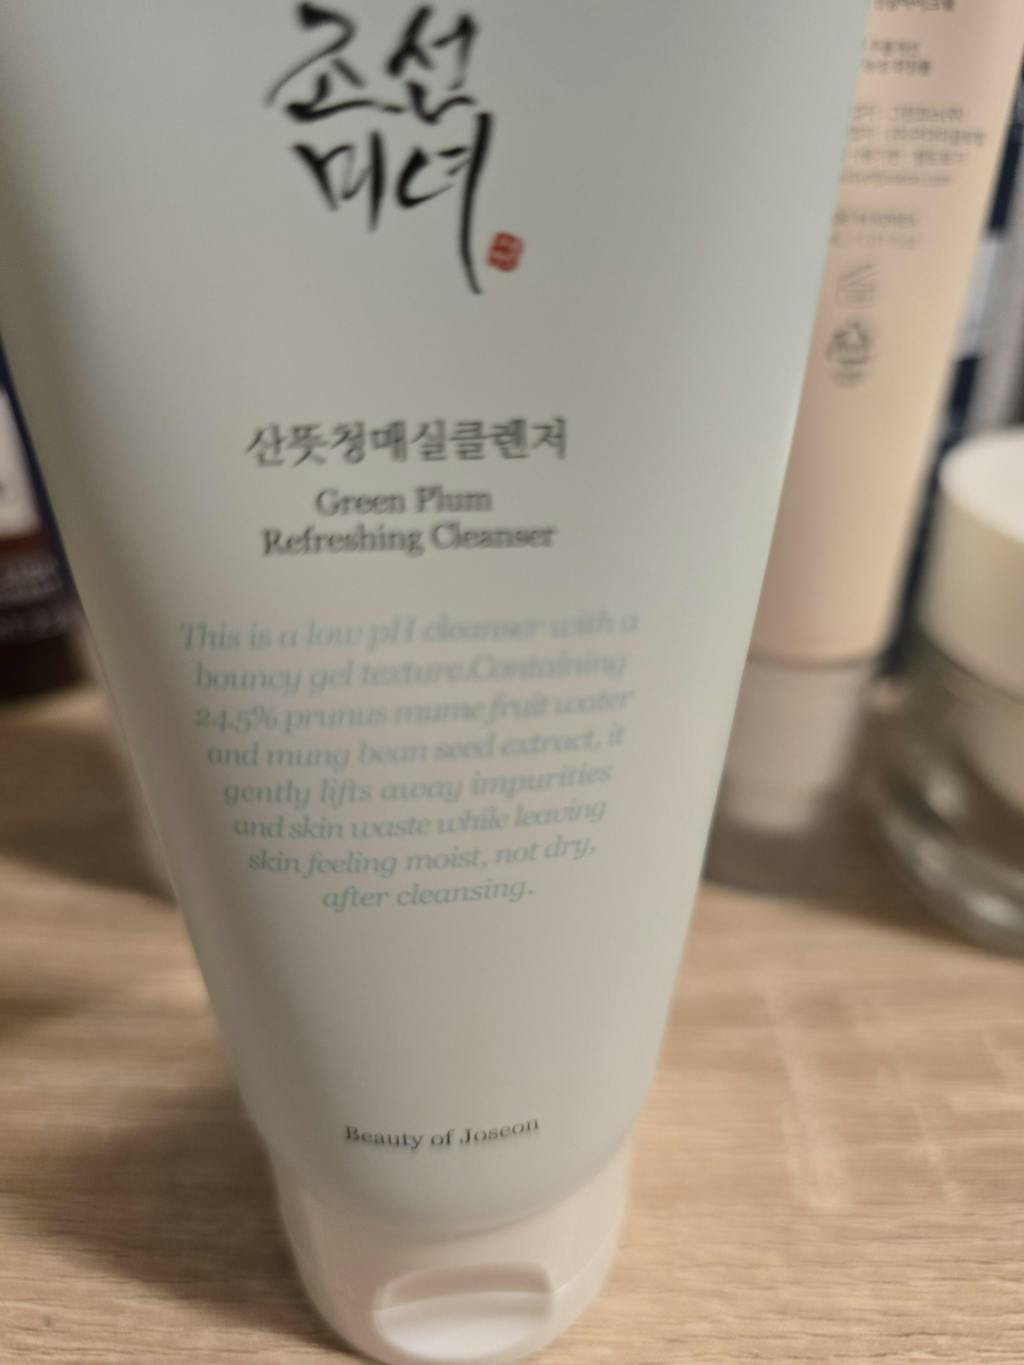 조선
미녀
산뜻청매실클렌저
Green Plum
Refreshing Cleanser
This is a low pH cleanser with a
bouncy gel texture.Containing
24.5% prunus mume fruit water
and mung bean seed extract, it
gently lifts away impurities
and skin waste while leaving
skin feeling moist, not dry,
after cleansing.
Beauty of Joseon